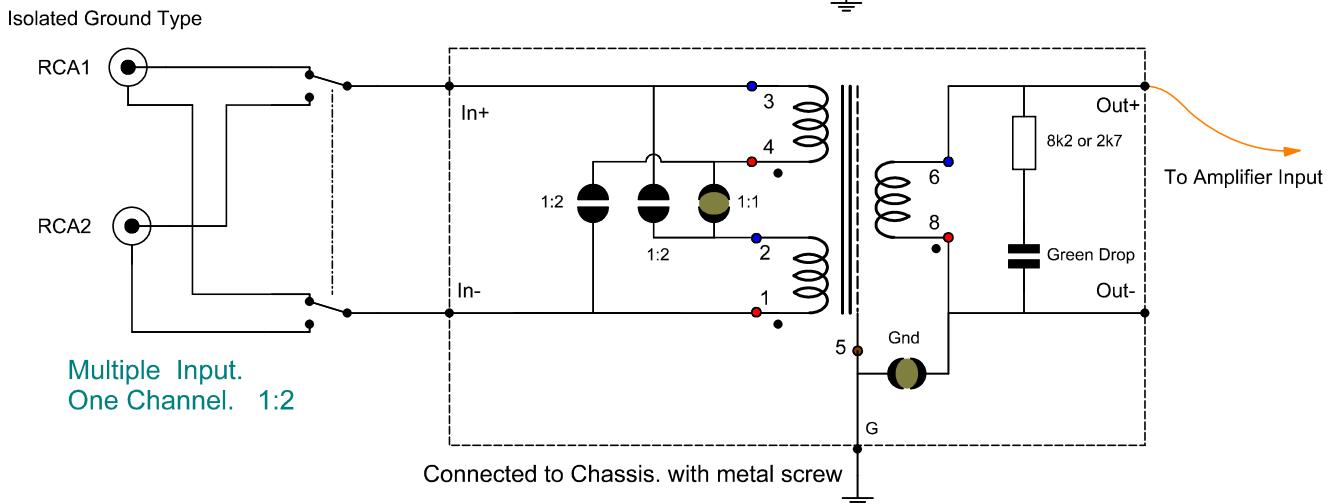 Isolated Ground Type
RCA1
In+
3
Out+
8k2 or 2k7
4
To Amplifier Input
6
1:2
1:1
RCA2
8
1:2
2
Green Drop
In-
1
Out-
Gnd
5
Multiple Input.
One Channel. 1:2
G
Connected to Chassis. with metal screw